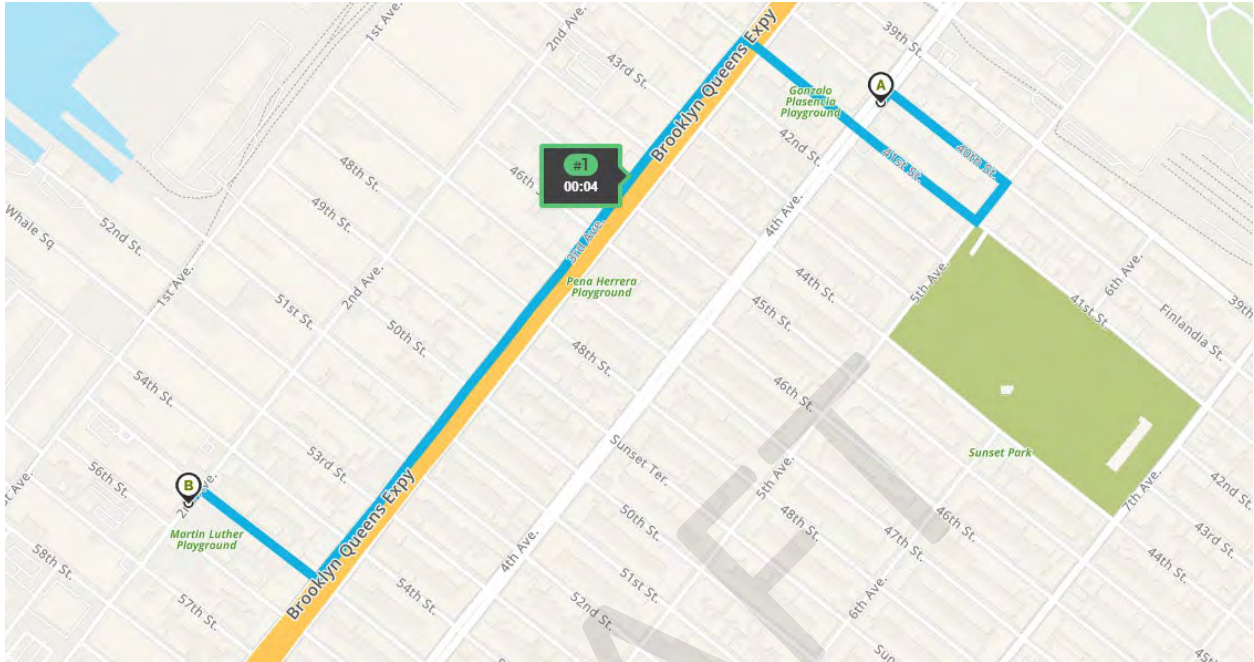 1st Ave.
2nd Ave.
43rd St.
Brooklyn Queens Expy
39th St.
A
Gonzalo
Plasencia
Playground
42nd St.
40th St.
41st St.
#1
00:04
48th St.
46th
49th St.
Whale Sq
52nd St.
4th Ave.
3rd Ave.
Pena Herrera
Playground
1st Ave.
2nd Ave.
51st St.
50th St.
44th St.
45th St.
5th Ave.
6th Ave.
41st St.
Finlandia St.
39th
48th St.
46th St.
54th St.
53rd St.
Sunset Ter.
Sunset Park
56th St.
B
2nd Ave.
Martin Luther
Playground
Brooklyn Queens Expy
5th Ave.
7th Ave.
42nd St.
46th St.
43rd St.
48th St.
47th St.
44th St.
50th St.
4th Ave.
58th St.
57th St.
54th St.
51st St.
52nd St.
6th Ave.
Sun
45th
AFT